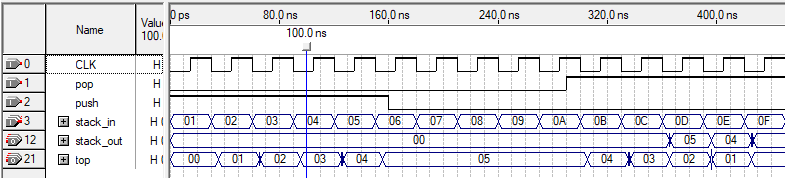 Name Value 100. 0 ps 80.0 ns 160.0 ns 240.0 ns 320.0 ns 400.0 ns
100.0 ns
0 CLK H
1 pop H
2 push H
3 stack_in H 01 02 03 04 05 06 07 08 09 0A 0B 0C 0D 0E 0F
12 stack_out H 00 05 04
21 top H 00 01 02 03 04 05 04 03 02 01